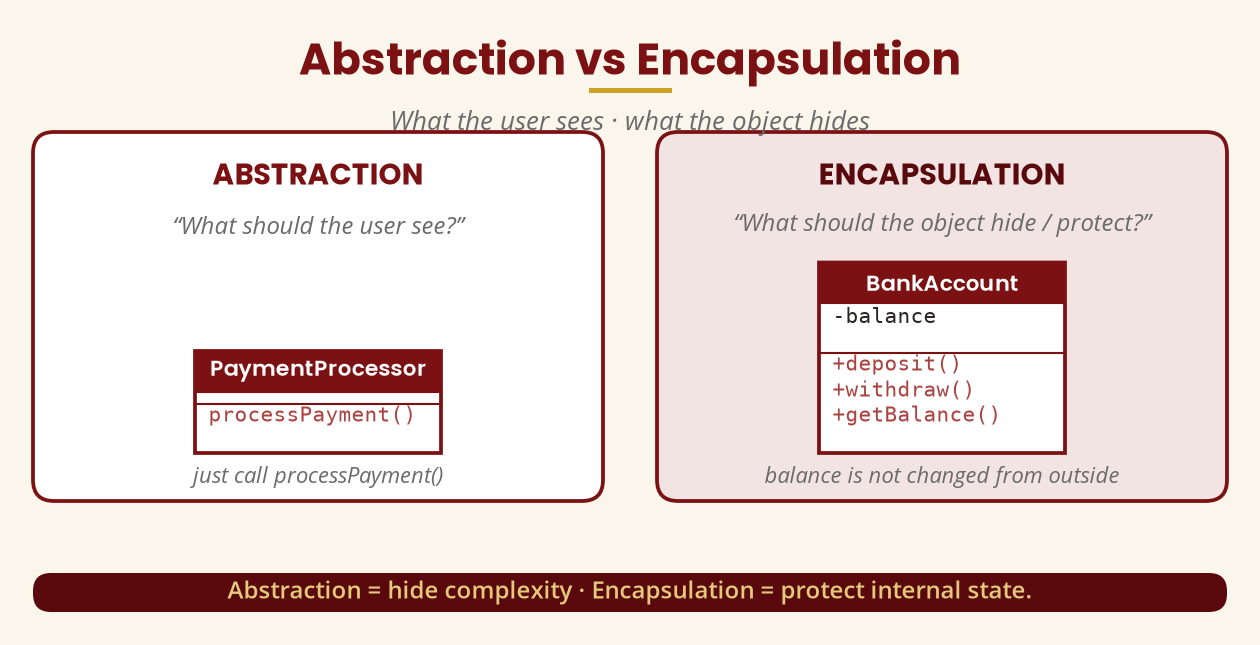 Abstraction vs Encapsulation
What the user sees · what the object hides
ABSTRACTION
“What should the user see?”
PaymentProcessor
processPayment()
just call processPayment()
ENCAPSULATION
“What should the object hide / protect?”
BankAccount
-balance
+deposit()
+withdraw()
+getBalance()
balance is not changed from outside
Abstraction = hide complexity · Encapsulation = protect internal state.